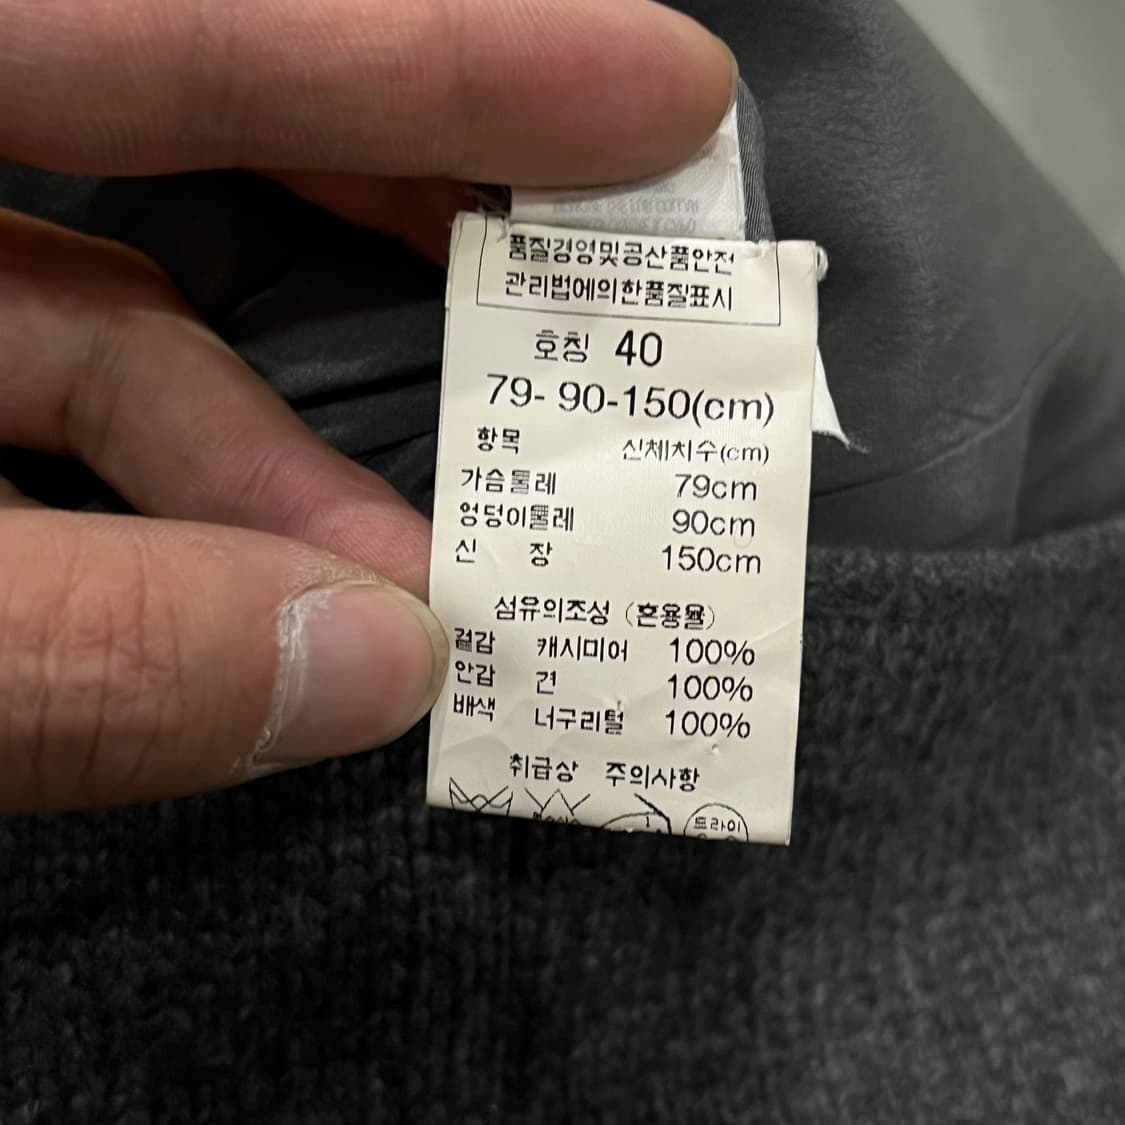 품질경영및공산품안전
관리법에의한품질표시
호칭 40
79- 90-150(cm)
항목 신체치수(cm)
가슴둘레 79cm
엉덩이둘레 90cm
신 장 150cm
섬유의조성 (혼용율)
겉감 캐시미어 100%
안감 견 100%
배색 너구리털 100%
취급상 주의사항
드라이